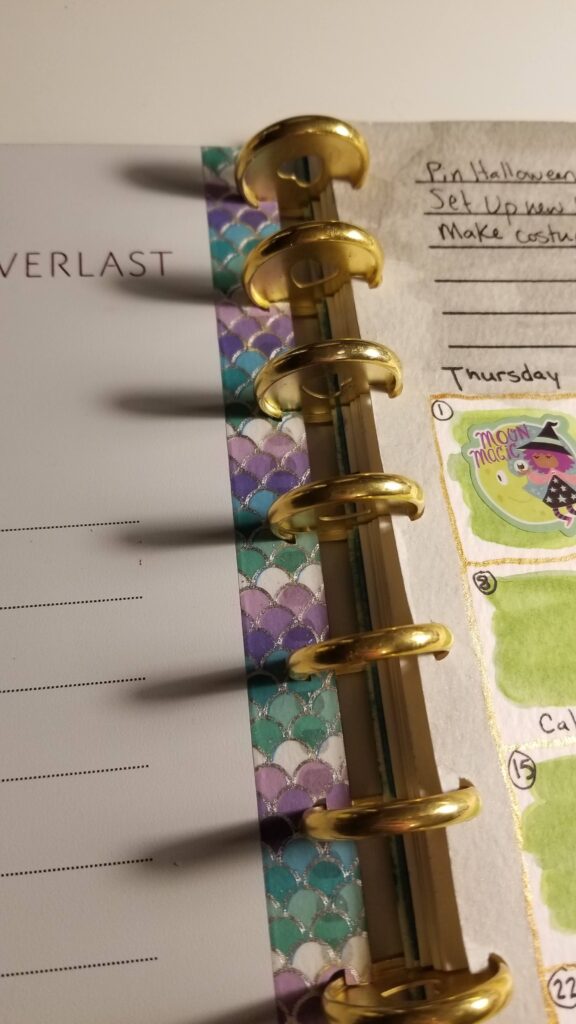 VERLAST
Pin Halloween
Set Up new
Make costu
Thursday
1
MOON
MAGIC
8
Cal
15
22